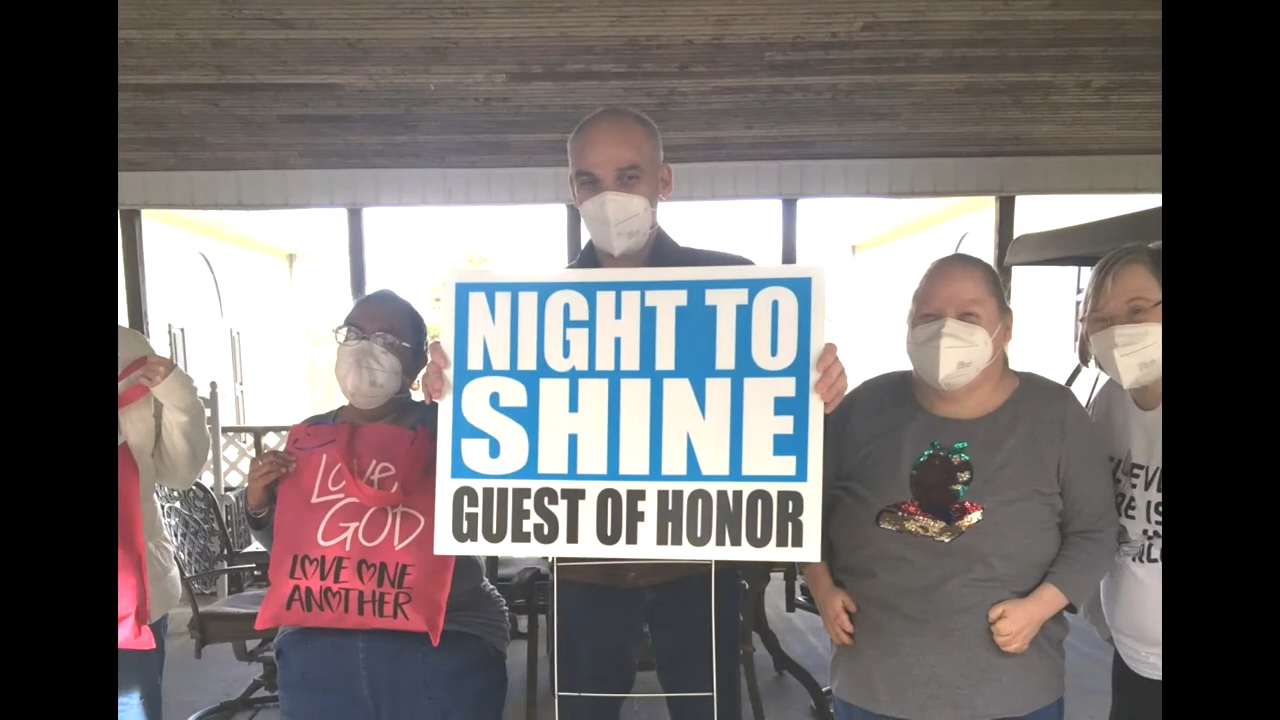 NIGHT TO
SHINE
GUEST OF HONOR
Love,
GOD
LOVE ONE
ANOTHER